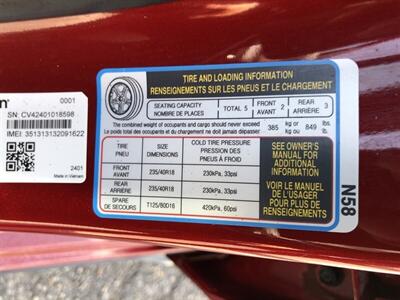 0001
SN: CV42401018598
IMEI: 351313132091622
2401
Made in Vietnam
TIRE AND LOADING INFORMATION
RENSEIGNEMENTS SUR LES PNEUS ET LE CHARGEMENT
SEATING CAPACITY
NOMBRE DE PLACES
TOTAL 5
FRONT
AVANT 2
REAR
ARRIÈRE 3
The combined weight of occupants and cargo should never exceed
Le poids total des occupants et du chargement ne doit jamais dépasser
385 kg or
kg ou 849 lbs.
lb.
TIRE
PNEU
SIZE
DIMENSIONS
COLD TIRE PRESSURE
PRESSION DES
PNEUS À FROID
FRONT
AVANT
235/40R18
230kPa, 33psi
REAR
ARRIÈRE
235/40R18
230kPa, 33psi
SPARE
DE SECOURS
T125/80D16
420kPa, 60psi
SEE OWNER'S
MANUAL FOR
ADDITIONAL
INFORMATION
VOIR LE MANUEL
DE L'USAGER
POUR PLUS DE
RENSEIGNEMENTS
N58